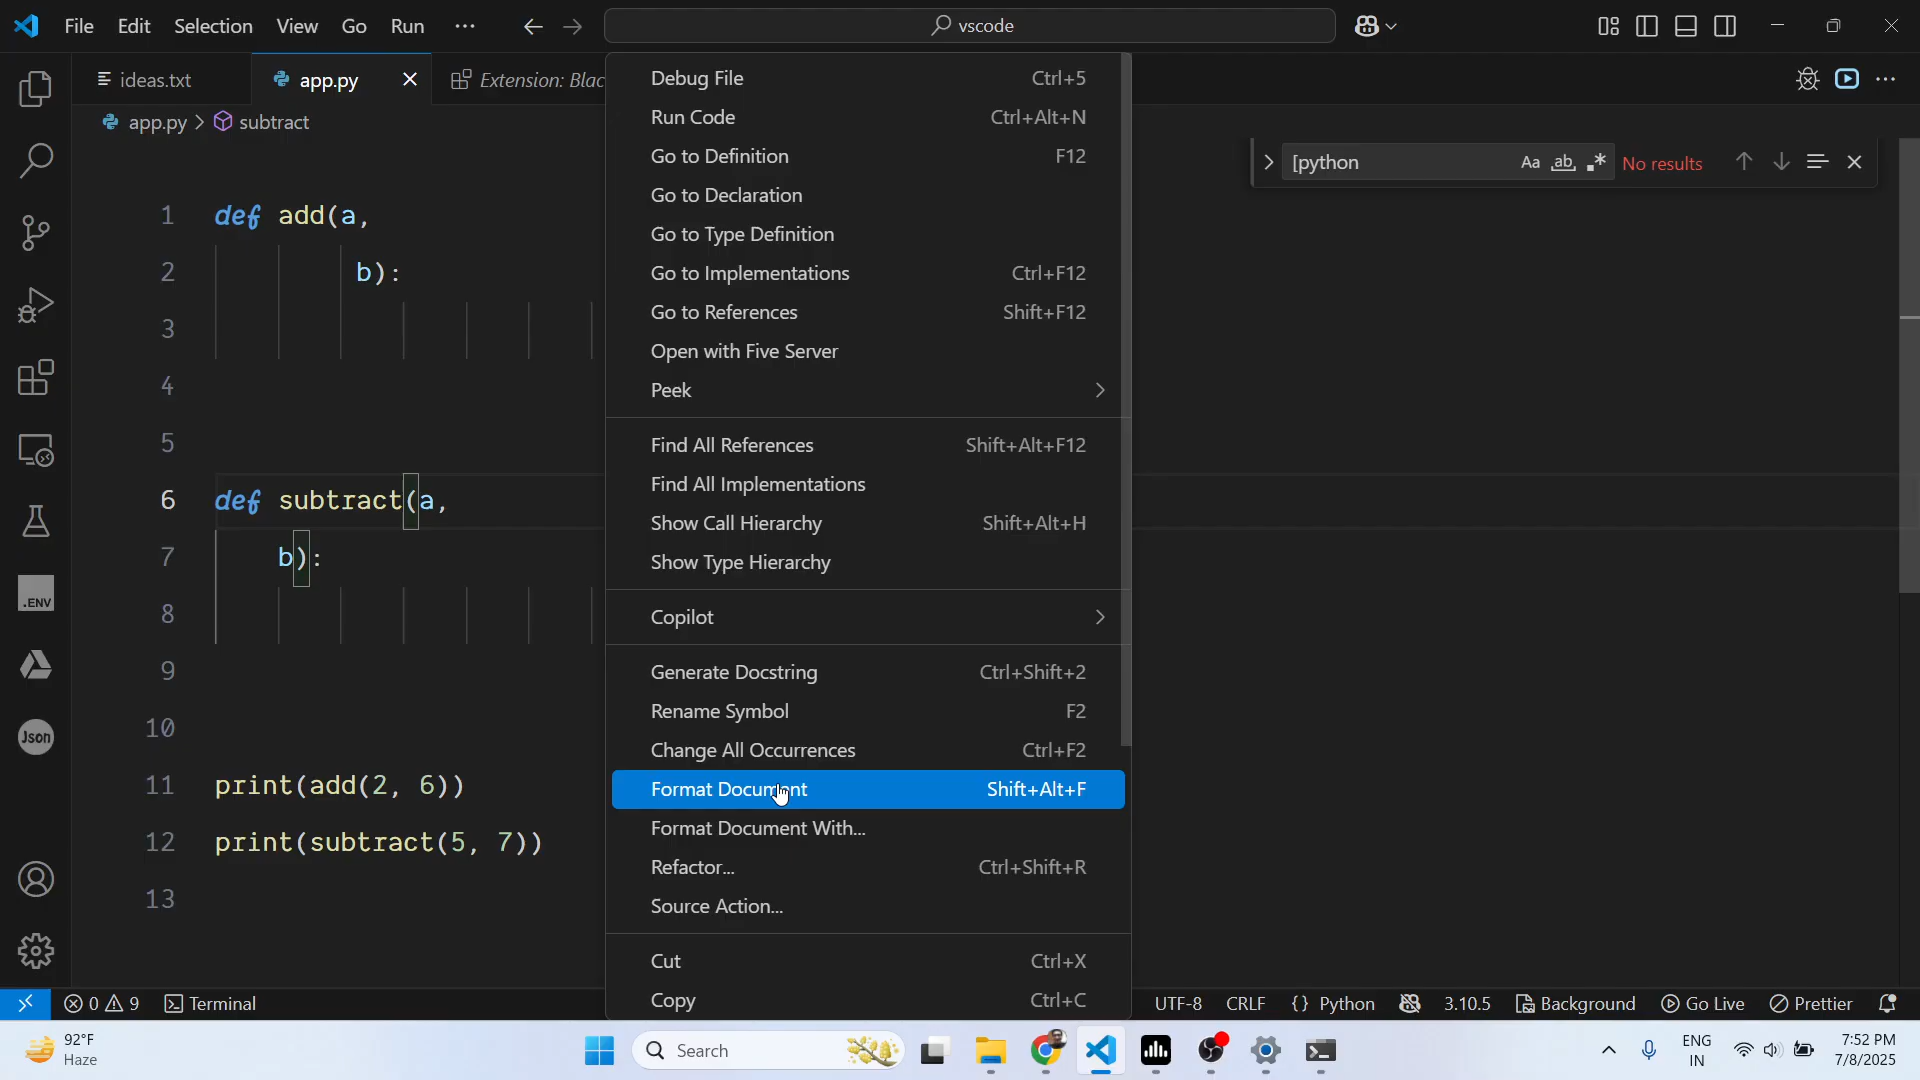 File Edit Selection View Go Run ···
vscode
ideas.txt
app.py
Extension: Blac
app.py > subtract
[python
Aa ab .*
No results
1 def add(a,
2 b):
3
4
5
6 def subtract(a,
7 b):
8
9
10
11 print(add(2, 6))
12 print(subtract(5, 7))
13
Debug File Ctrl+5
Run Code Ctrl+Alt+N
Go to Definition F12
Go to Declaration
Go to Type Definition
Go to Implementations Ctrl+F12
Go to References Shift+F12
Open with Five Server
Peek
Find All References Shift+Alt+F12
Find All Implementations
Show Call Hierarchy Shift+Alt+H
Show Type Hierarchy
Copilot
Generate Docstring Ctrl+Shift+2
Rename Symbol F2
Change All Occurrences Ctrl+F2
Format Document Shift+Alt+F
Format Document With...
Refactor... Ctrl+Shift+R
Source Action...
Cut Ctrl+X
Copy Ctrl+C
.ENV
Json
0 9 Terminal
UTF-8 CRLF {} Python 3.10.5 Background Go Live Prettier
92°F
Haze
Search
ENG
IN
7:52 PM
7/8/2025